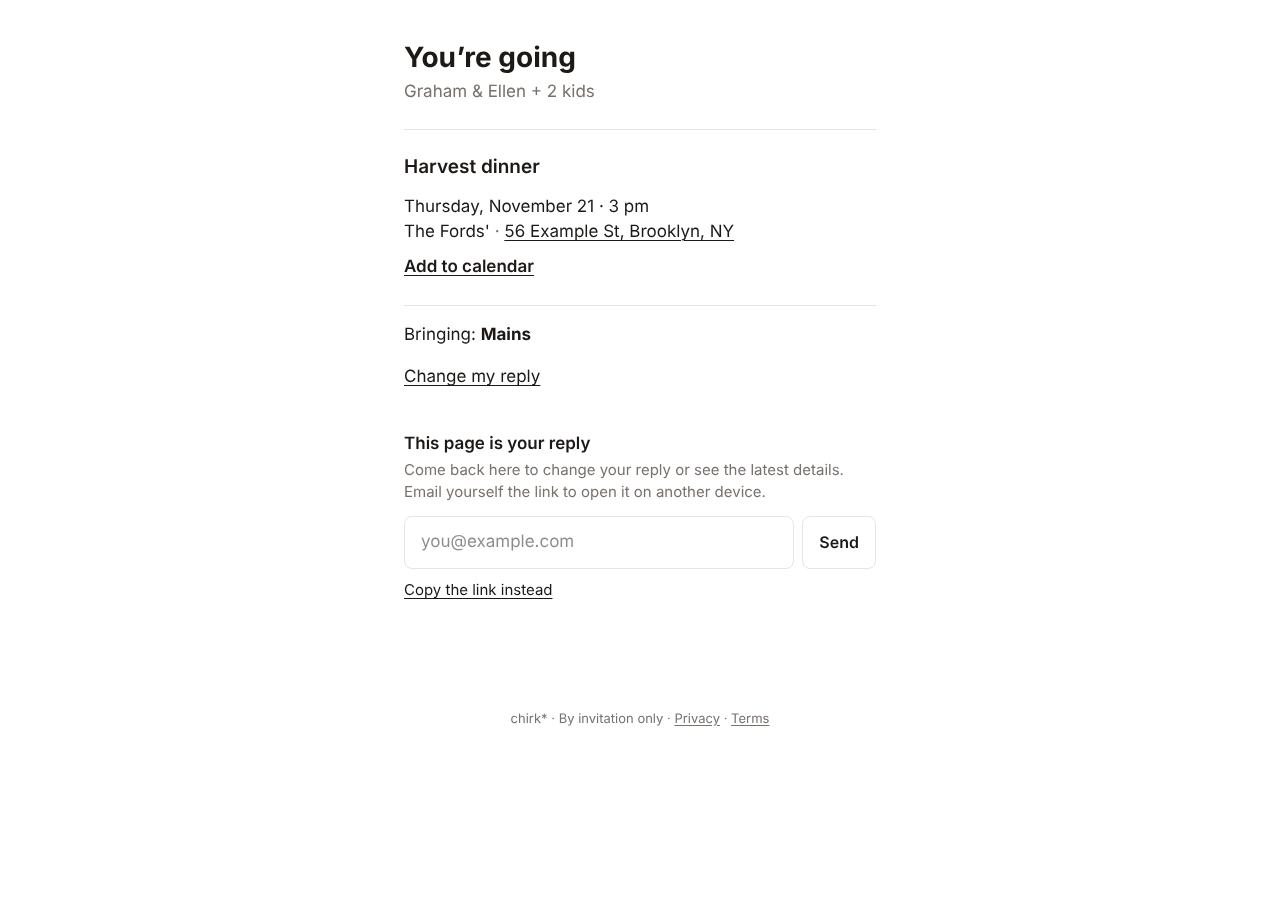 You’re going
Graham & Ellen + 2 kids
Harvest dinner
Thursday, November 21 · 3 pm
The Fords' · 56 Example St, Brooklyn, NY
Add to calendar
Bringing: Mains
Change my reply
This page is your reply
Come back here to change your reply or see the latest details.
Email yourself the link to open it on another device.
you@example.com
Send
Copy the link instead
chirk* · By invitation only · Privacy · Terms